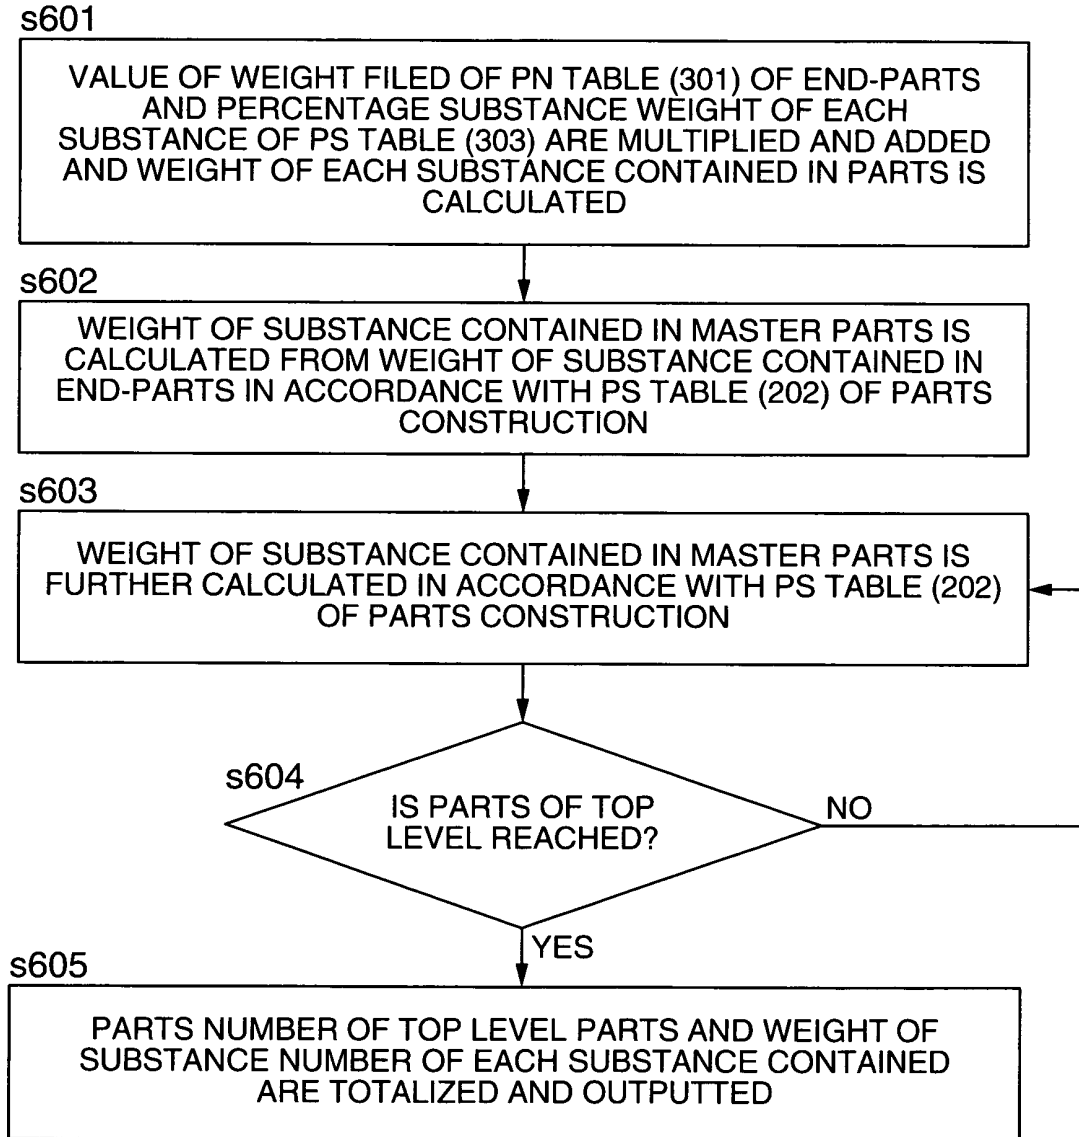 s601
VALUE OF WEIGHT FILED OF PN TABLE (301) OF END-PARTS
AND PERCENTAGE SUBSTANCE WEIGHT OF EACH
SUBSTANCE OF PS TABLE (303) ARE MULTIPLIED AND ADDED
AND WEIGHT OF EACH SUBSTANCE CONTAINED IN PARTS IS
CALCULATED
s602
WEIGHT OF SUBSTANCE CONTAINED IN MASTER PARTS IS
CALCULATED FROM WEIGHT OF SUBSTANCE CONTAINED IN
END-PARTS IN ACCORDANCE WITH PS TABLE (202) OF PARTS
CONSTRUCTION
s603
WEIGHT OF SUBSTANCE CONTAINED IN MASTER PARTS IS
FURTHER CALCULATED IN ACCORDANCE WITH PS TABLE (202)
OF PARTS CONSTRUCTION
s604
IS PARTS OF TOP
LEVEL REACHED?
NO
YES
s605
PARTS NUMBER OF TOP LEVEL PARTS AND WEIGHT OF
SUBSTANCE NUMBER OF EACH SUBSTANCE CONTAINED
ARE TOTALIZED AND OUTPUTTED